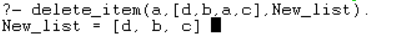 ?- delete_item(a,[d,b,a,c],New_list).
New_list = [d, b, c]